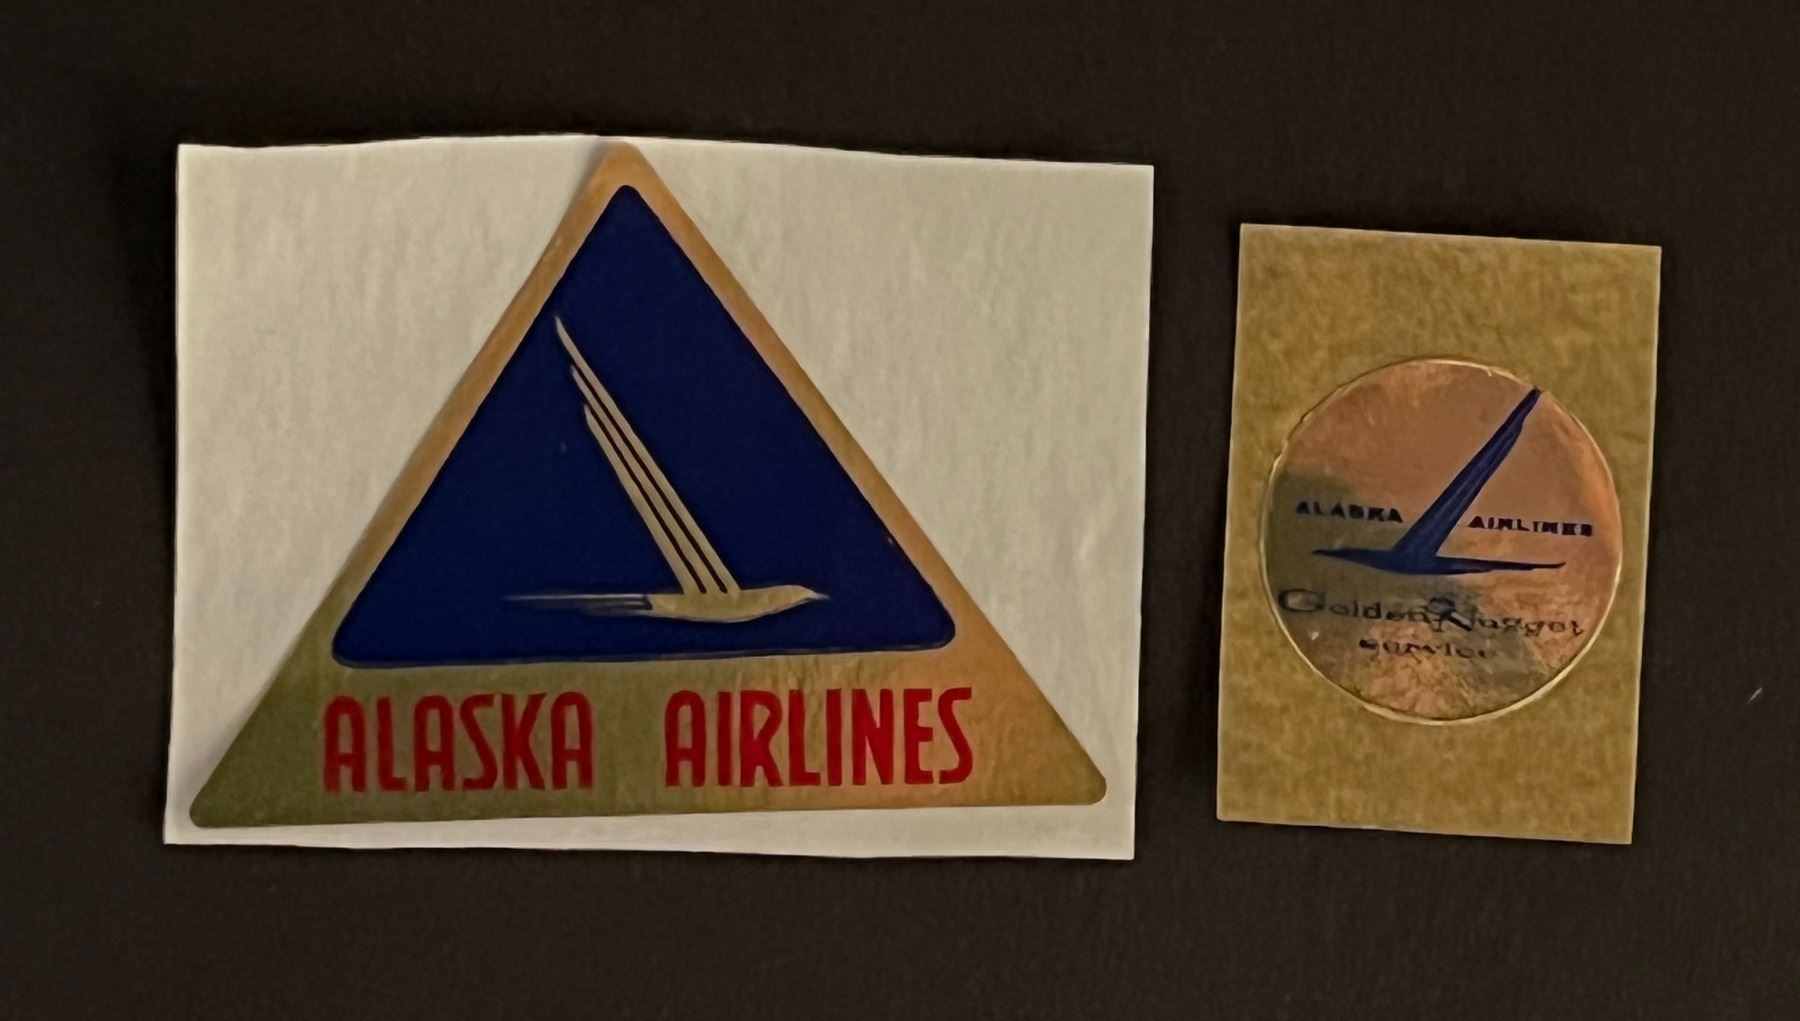 ALASKA AIRLINES
ALASKA AIRLINES
Golden Nugget
service